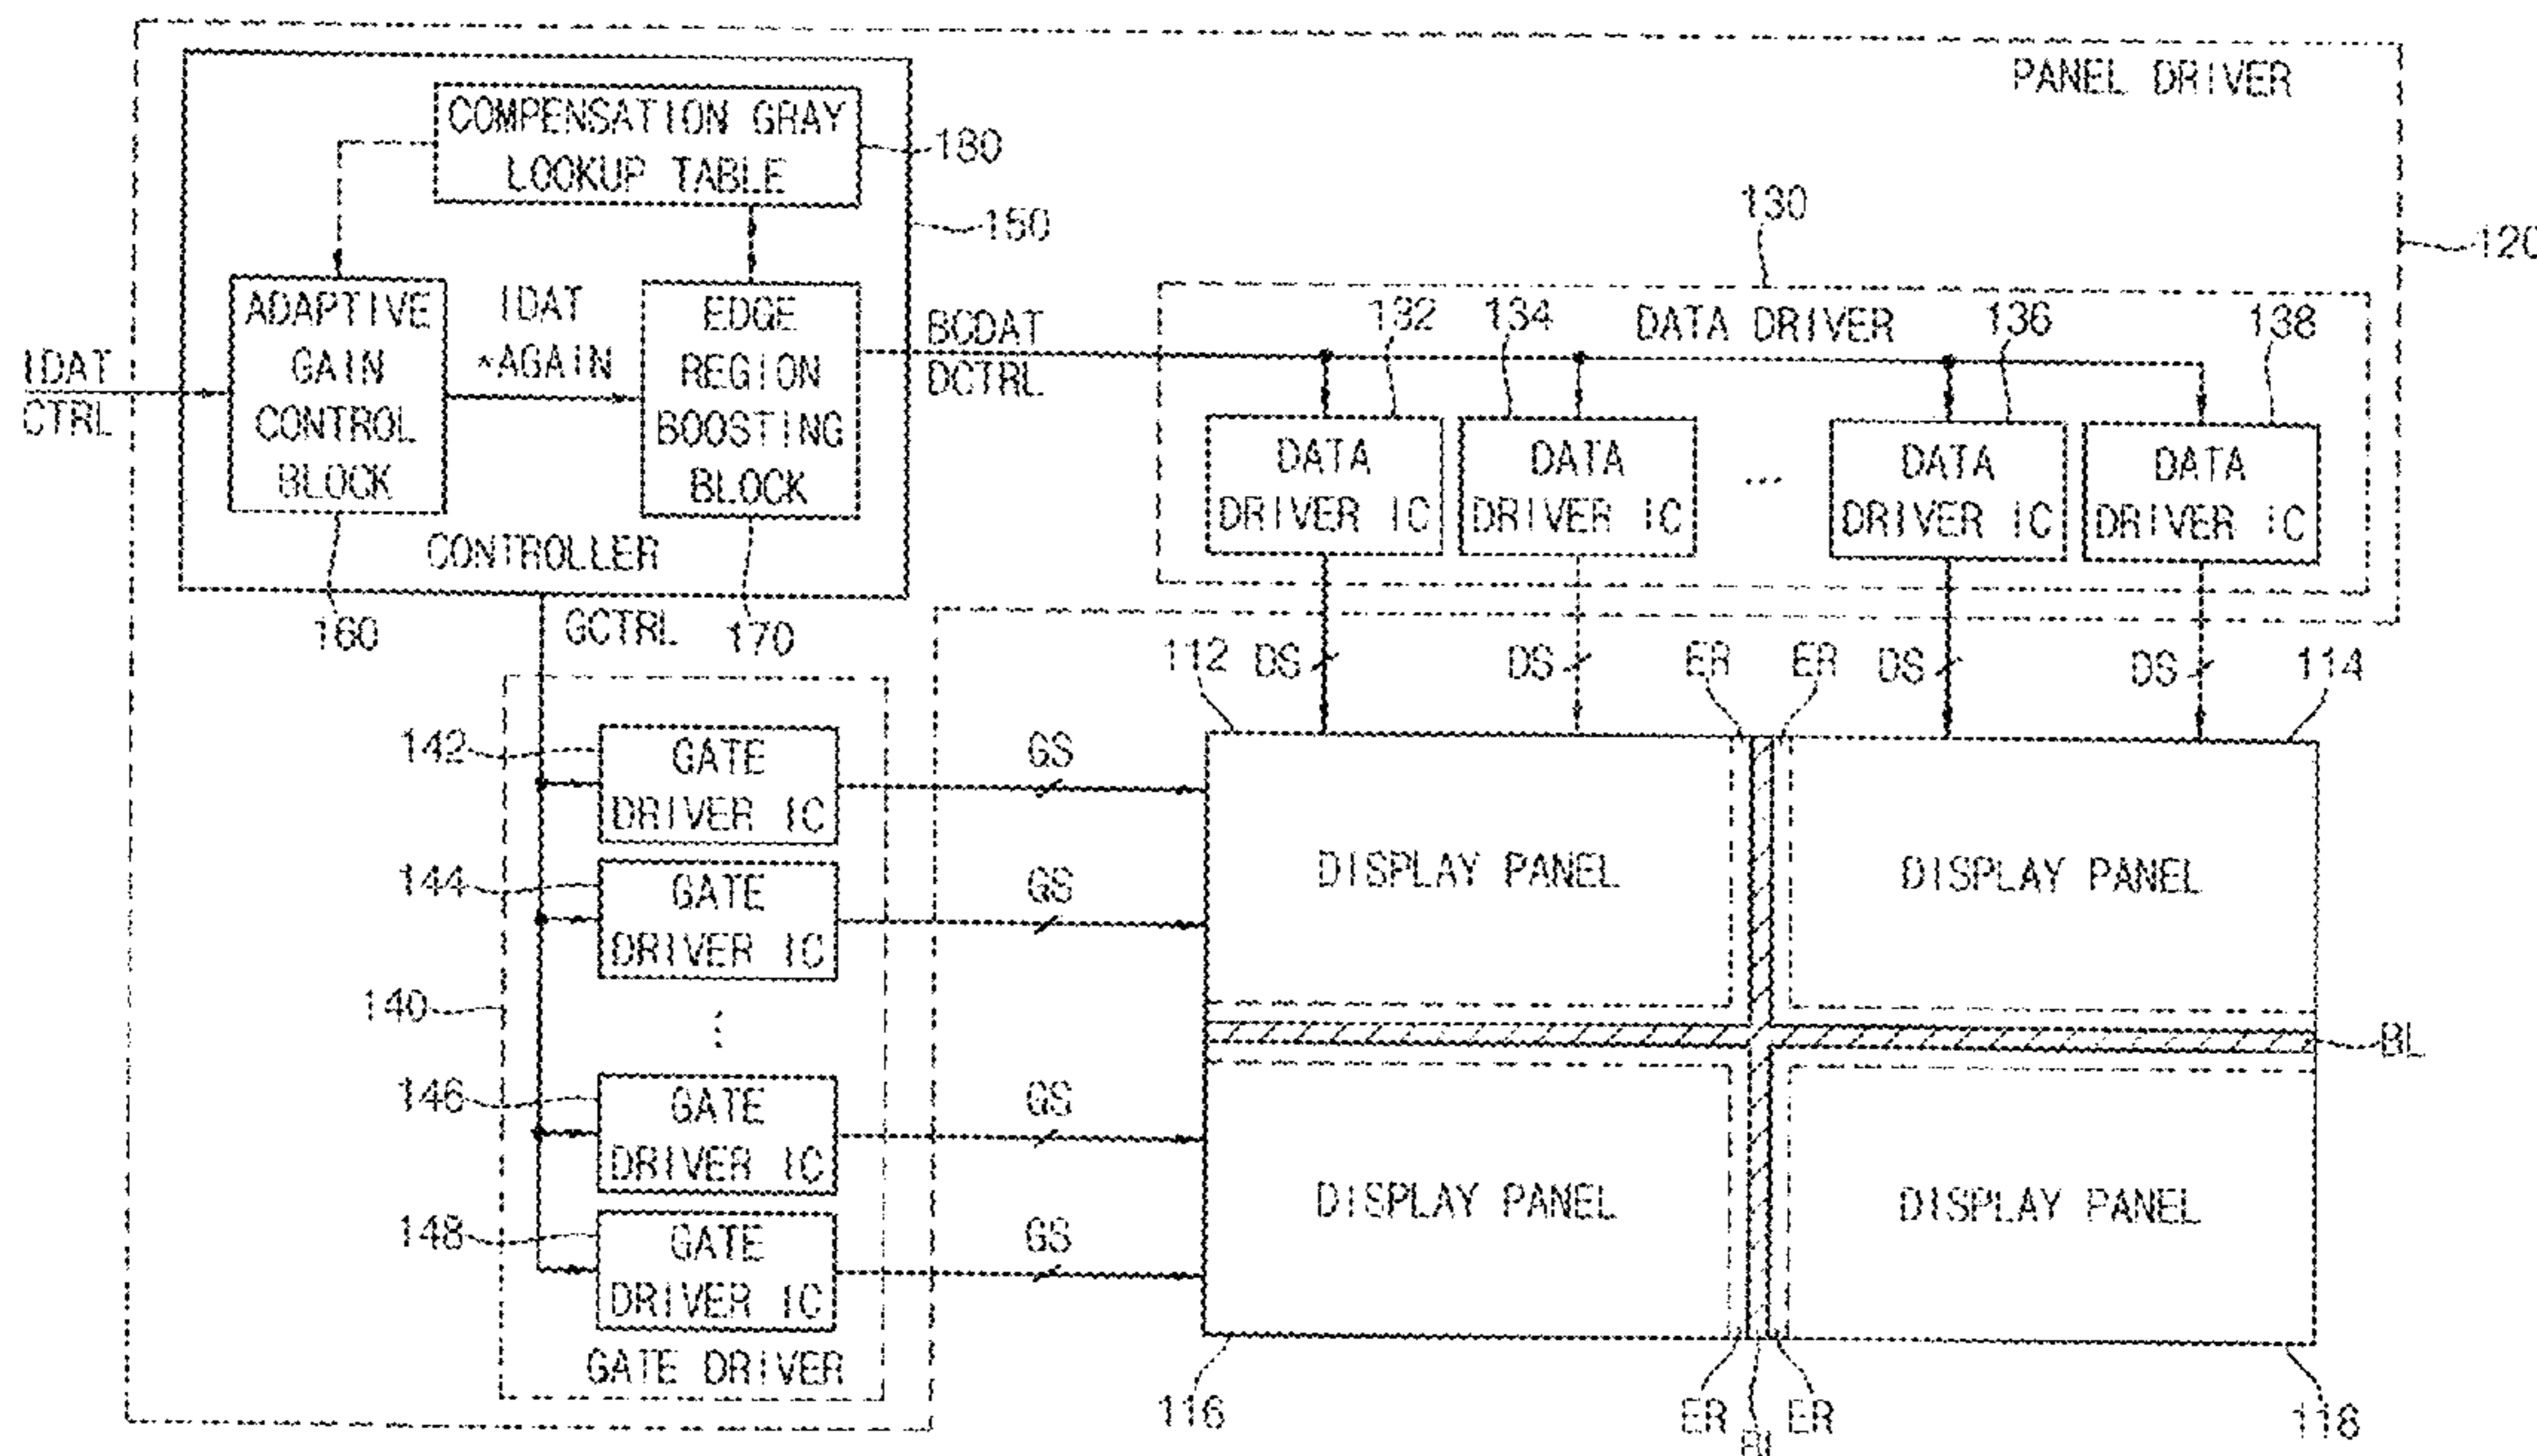 PANEL DRIVER
COMPENSATION GRAY
LOOKUP TABLE
180
150
130
120
ADAPTIVE
GAIN
CONTROL
BLOCK
IDAT
*AGAIN
EDGE
REGION
BOOSTING
BLOCK
IDAT
CTRL
BCDAT
DCTRL
132
134
DATA DRIVER
136
138
DATA
DRIVER IC
DATA
DRIVER IC
...
DATA
DRIVER IC
DATA
DRIVER IC
CONTROLLER
160
GCTRL
170
112
DS
DS
ER
ER
DS
DS
114
142
GATE
DRIVER IC
GS
144
GATE
DRIVER IC
GS
DISPLAY PANEL
DISPLAY PANEL
140
BL
146
GATE
DRIVER IC
GS
148
GATE
DRIVER IC
GS
DISPLAY PANEL
DISPLAY PANEL
GATE DRIVER
116
ER
BL
ER
118